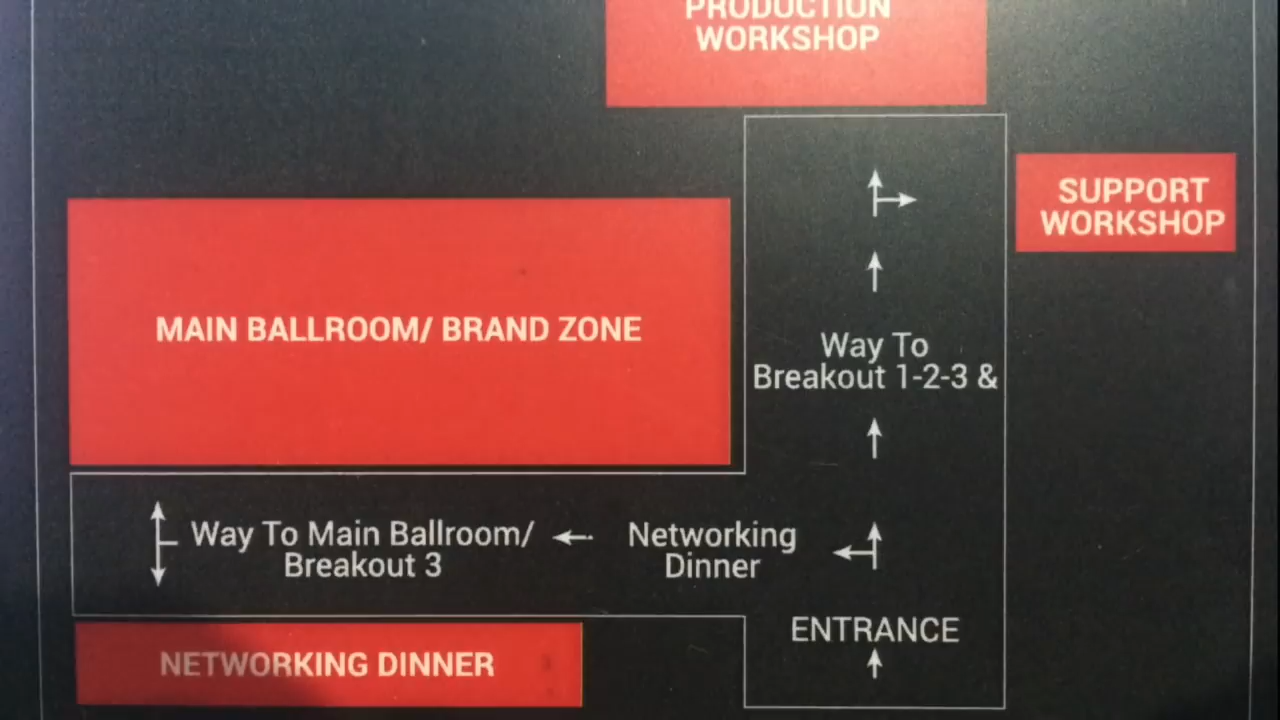 PRODUCTION
WORKSHOP
SUPPORT
WORKSHOP
MAIN BALLROOM/ BRAND ZONE
Way To
Breakout 1-2-3 &
Way To Main Ballroom/
Breakout 3
Networking
Dinner
ENTRANCE
NETWORKING DINNER